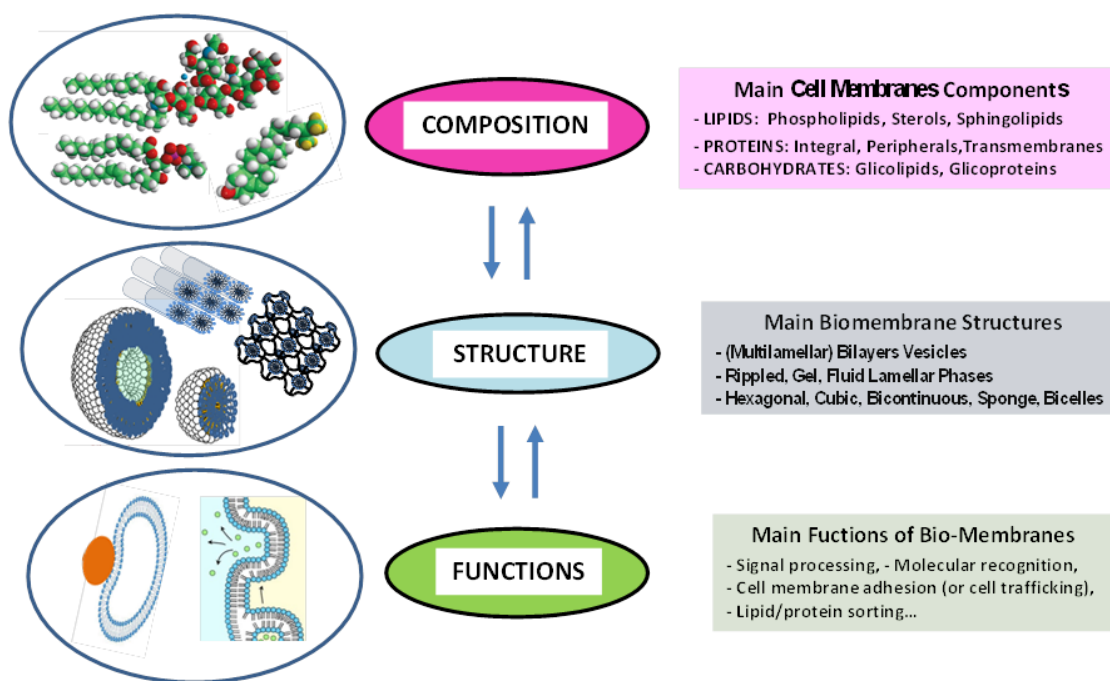 COMPOSITION
Main Cell Membranes Components
- LIPIDS: Phospholipids, Sterols, Sphingolipids
- PROTEINS: Integral, Peripherals,Transmembranes
- CARBOHYDRATES: Glicolipids, Glicoproteins
STRUCTURE
Main Biomembrane Structures
- (Multilamellar) Bilayers Vesicles
- Rippled, Gel, Fluid Lamellar Phases
- Hexagonal, Cubic, Bicontinuous, Sponge, Bicelles
FUNCTIONS
Main Fuctions of Bio-Membranes
- Signal processing, - Molecular recognition,
- Cell membrane adhesion (or cell trafficking),
- Lipid/protein sorting...